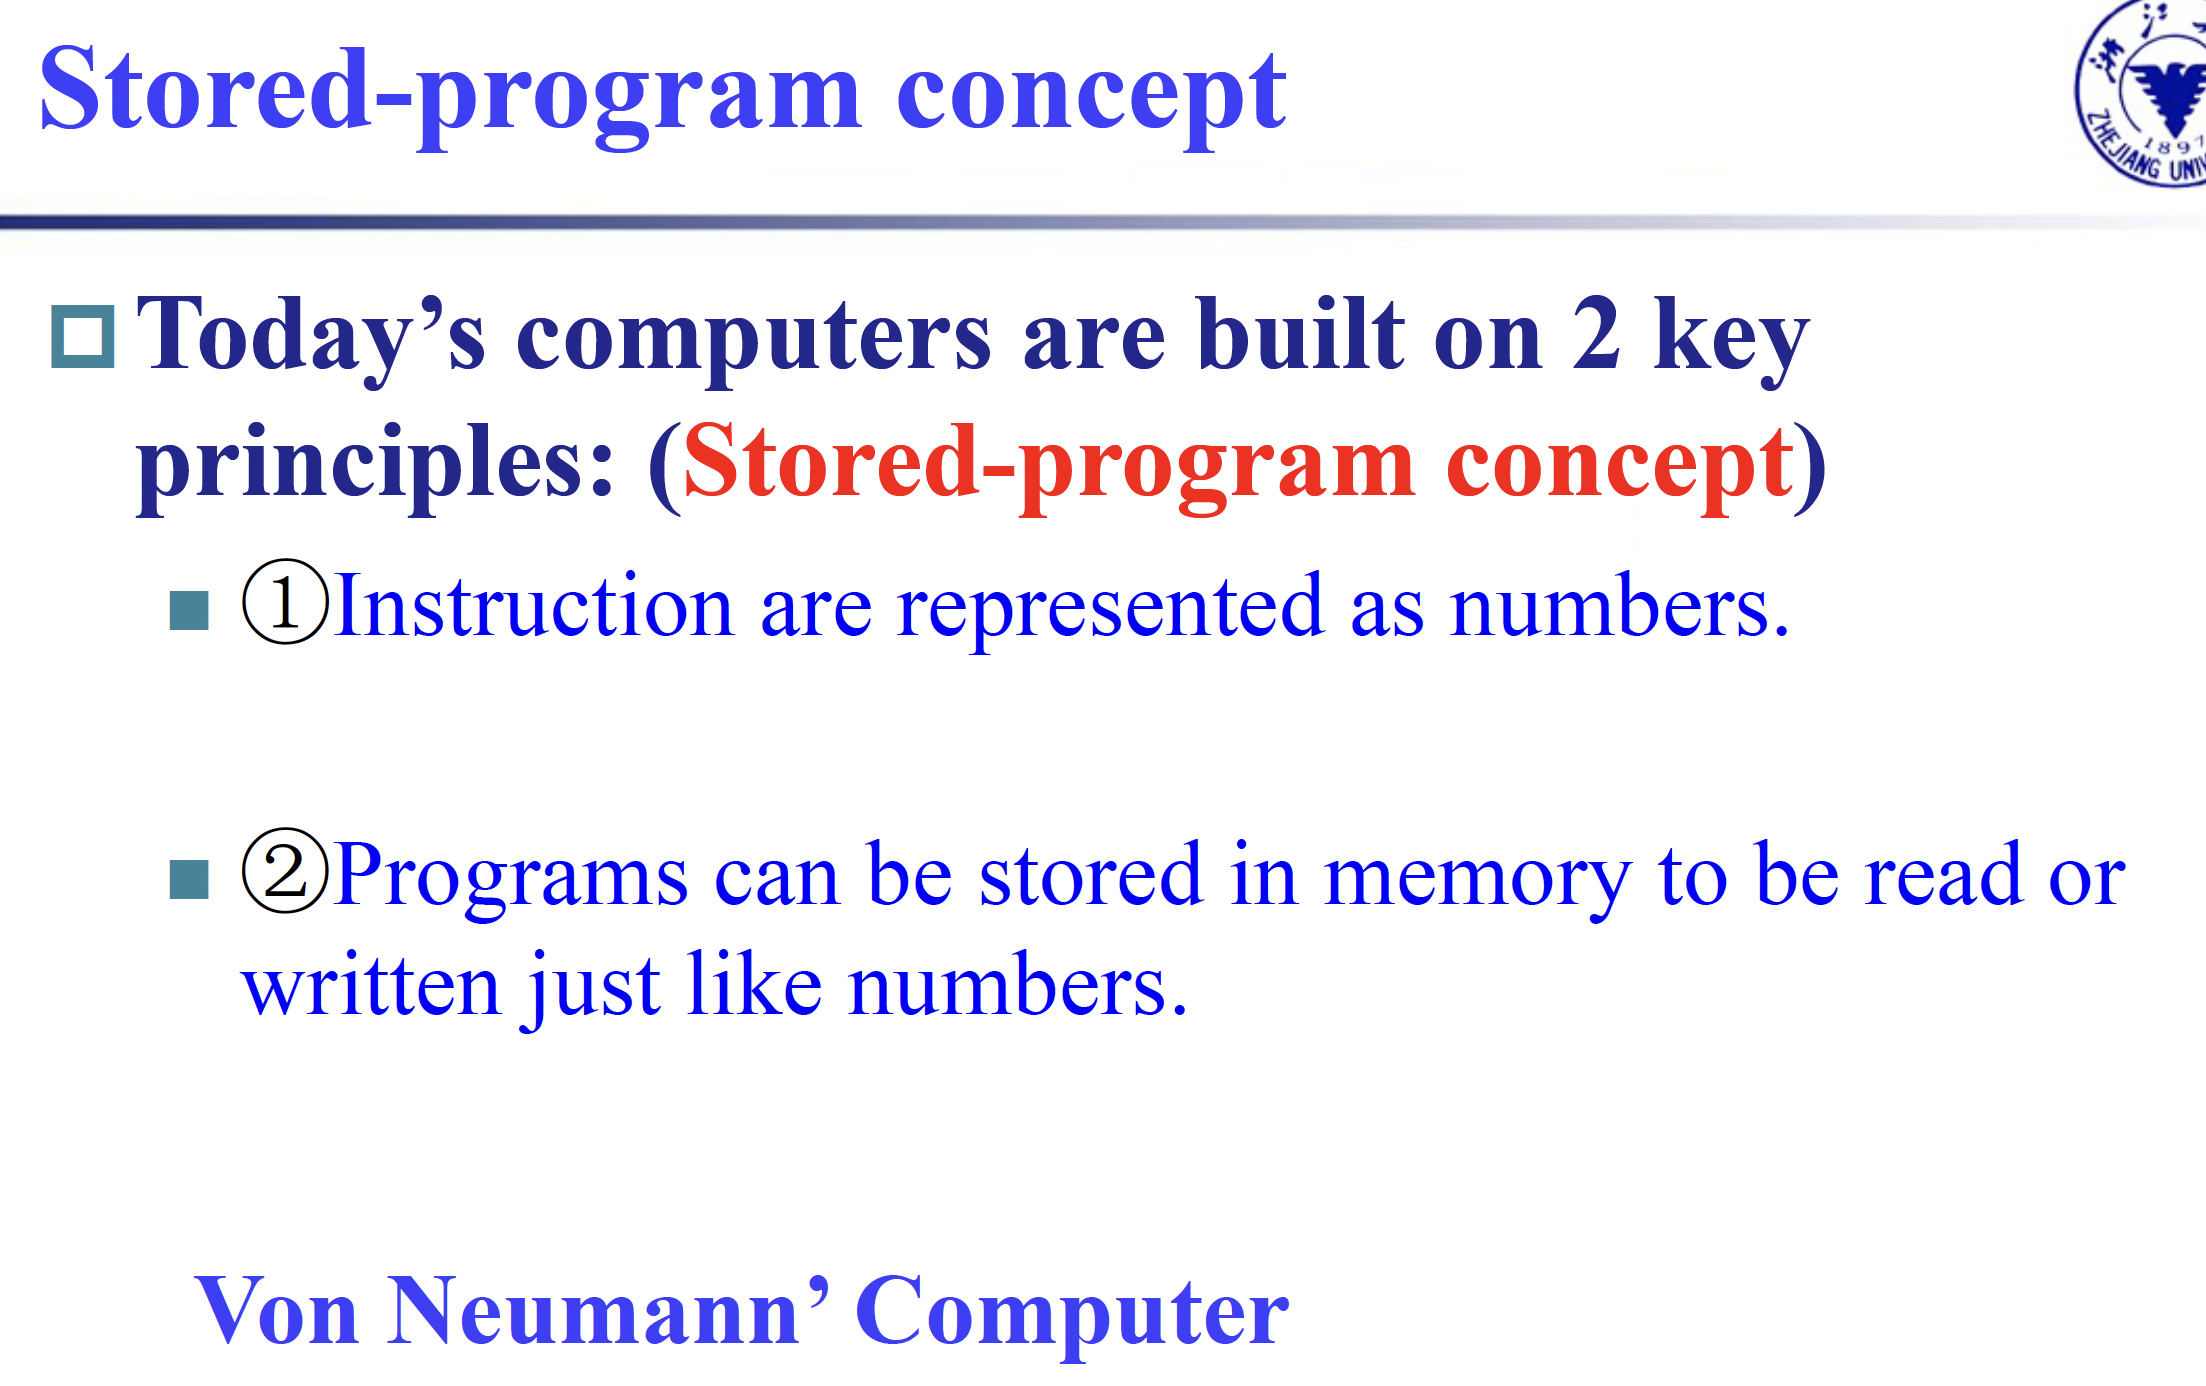 Stored-program concept
浙江
ZHEJIANG UNIV
1897
Today’s computers are built on 2 key
principles: (Stored-program concept)
①Instruction are represented as numbers.
②Programs can be stored in memory to be read or
written just like numbers.
Von Neumann’ Computer